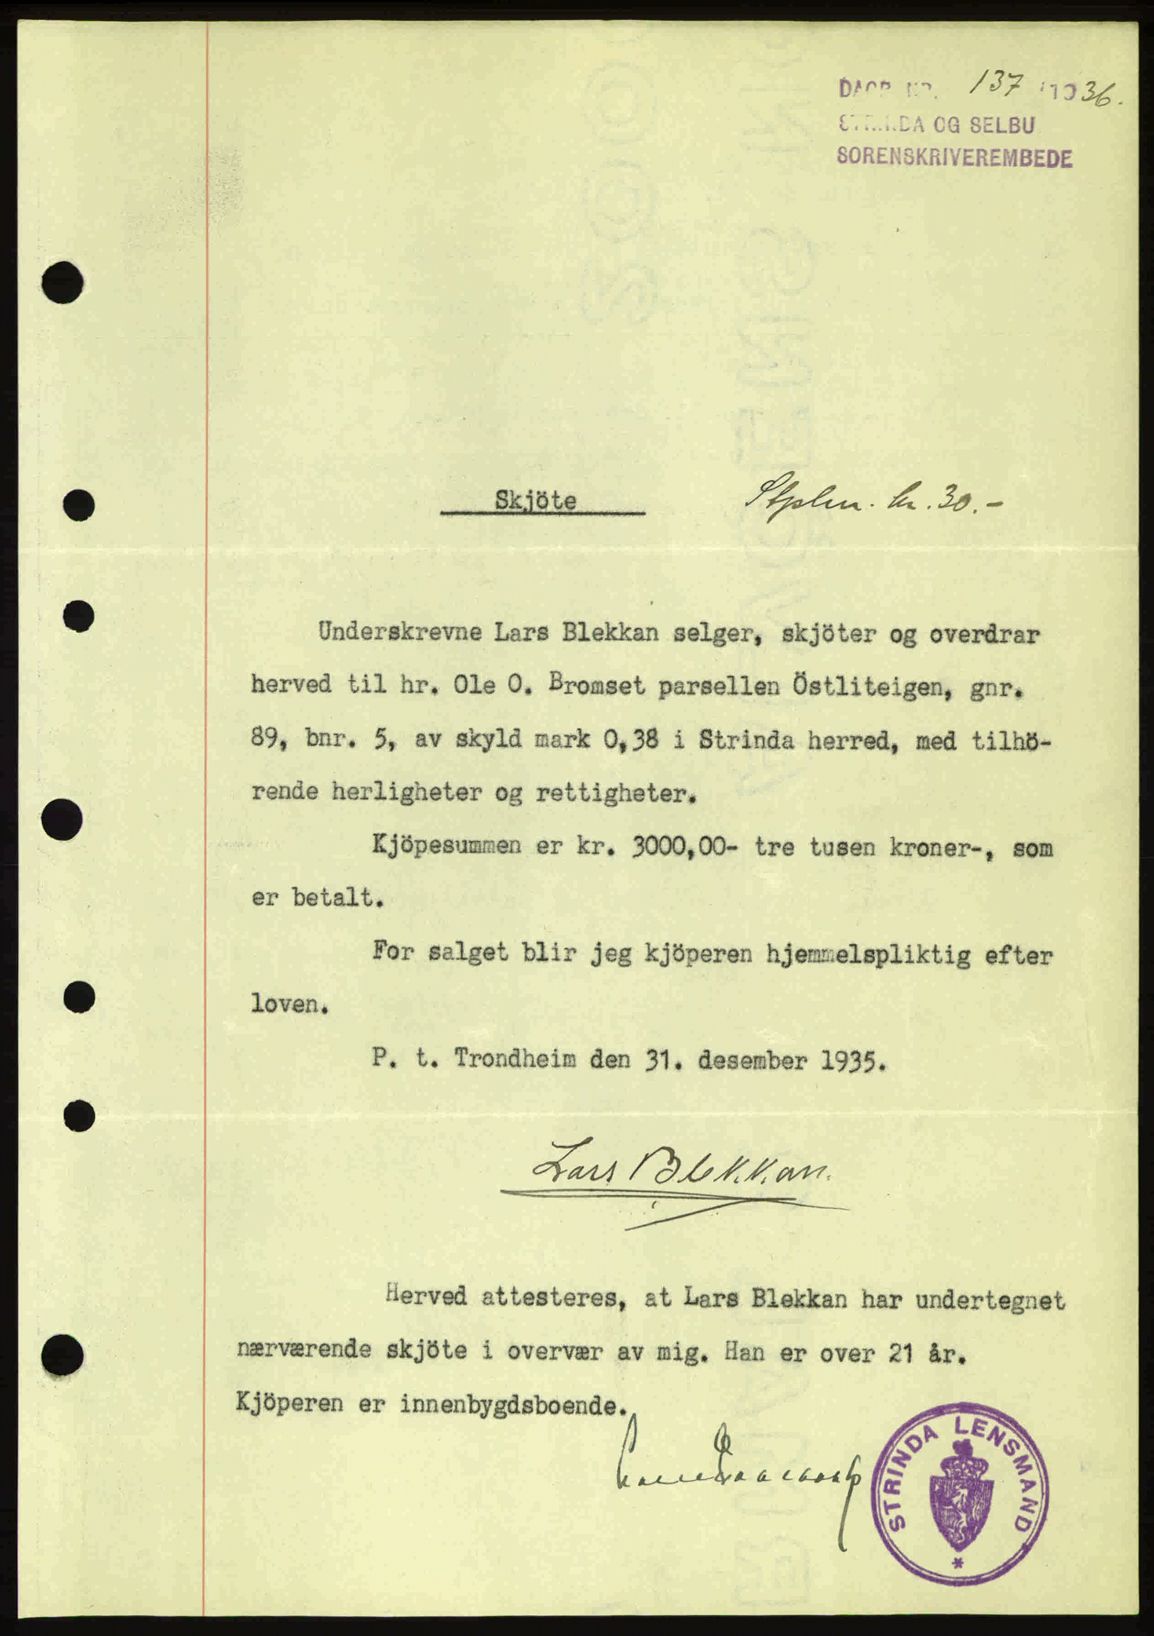 DAGB. NR. 137 / 1936.
STRINDA OG SELBU
SORENSKRIVEREMBEDE
Skjöte
Stplm. kr. 30.-
Underskrevne Lars Blekkan selger, skjöter og overdrar
herved til hr. Ole O. Bromset parsellen Östliteigen, gnr.
89, bnr. 5, av skyld mark 0,38 i Strinda herred, med tilhö-
rende herligheter og rettigheter.
Kjöpesummen er kr. 3000,00- tre tusen kroner-, som
er betalt.
For salget blir jeg kjöperen hjemmelspliktig efter
loven.
P. t. Trondheim den 31. desember 1935.
Lars Blekkan.
Herved attesteres, at Lars Blekkan har undertegnet
nærværende skjöte i overvær av mig. Han er over 21 år.
Kjöperen er innenbygdsboende.
STRINDA LENSMAND